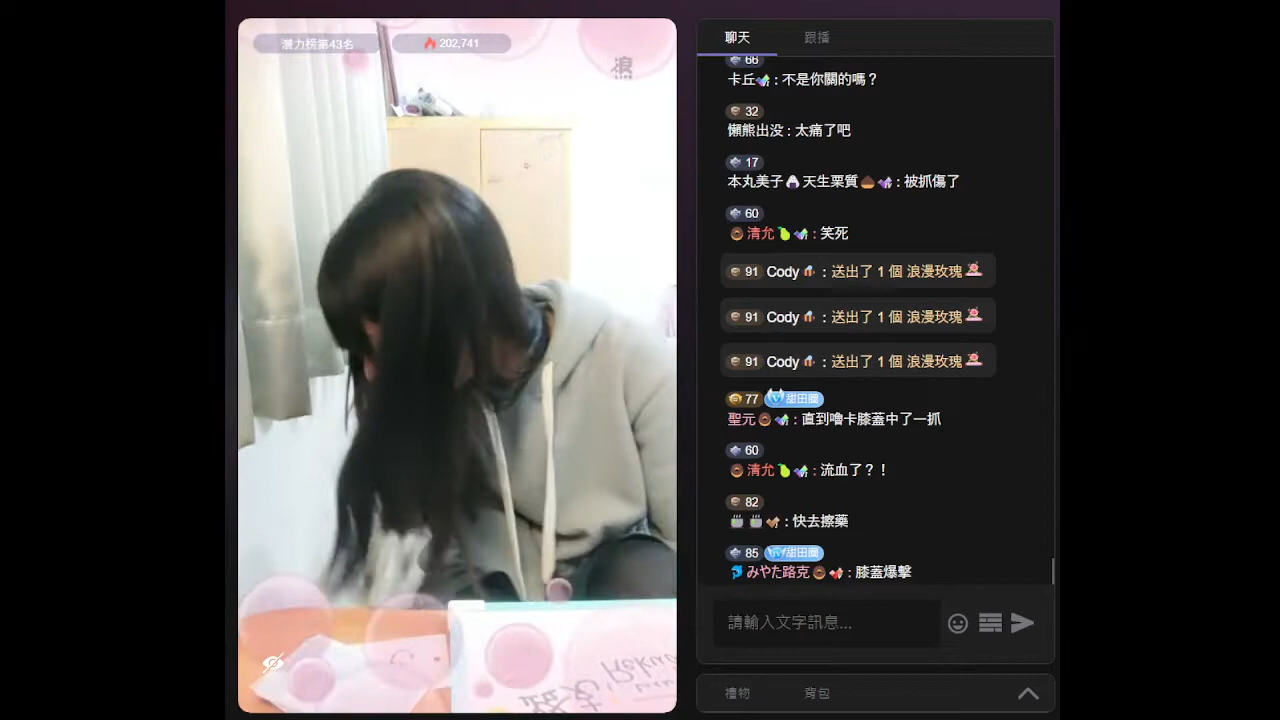 潛力榜第43名
202,741
浪
LIVE
聊天
跟播
66
卡丘 : 不是你關的嗎？
32
懶熊出没 : 太痛了吧
17
本丸美子 天生栗質 : 被抓傷了
60
清允 : 笑死
91 Cody : 送出了 1 個 浪漫玫瑰
91 Cody : 送出了 1 個 浪漫玫瑰
91 Cody : 送出了 1 個 浪漫玫瑰
77 甜田圈
聖元 : 直到嚕卡膝蓋中了一抓
60
清允 : 流血了？！
82
: 快去擦藥
85 甜田圈
みやた路克 : 膝蓋爆擊
請輸入文字訊息...
禮物
背包